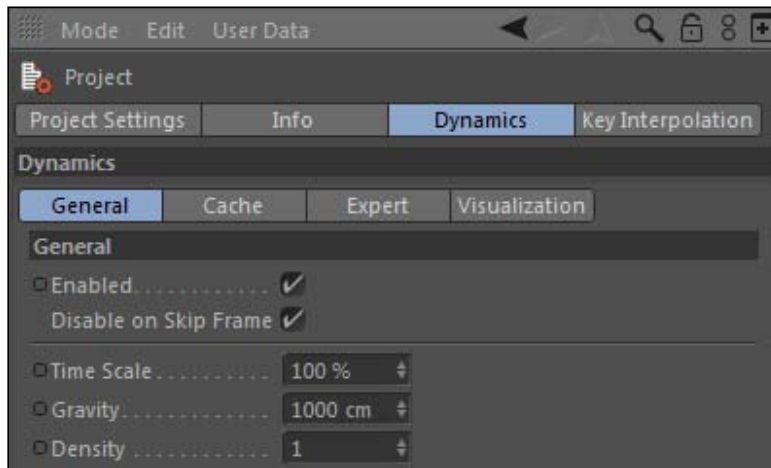 Mode Edit User Data
Project
Project Settings Info Dynamics Key Interpolation
Dynamics
General Cache Expert Visualization
General
Enabled
Disable on Skip Frame
Time Scale 100 %
Gravity 1000 cm
Density 1